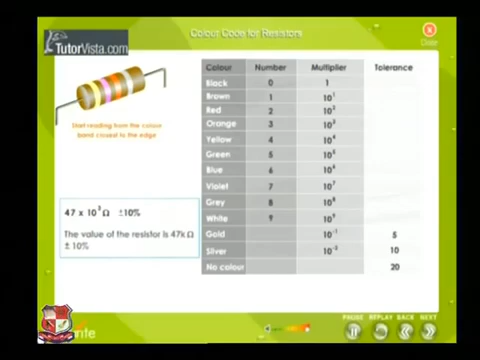 Colour Code for Resistors
TutorVista.com
Close
Start reading from the colour
band closest to the edge
Colour Number Multiplier Tolerance
Black 0 1
Brown 1 10¹
Red 2 10²
Orange 3 10³
Yellow 4 10⁴
Green 5 10⁵
Blue 6 10⁶
Violet 7 10⁷
Grey 8 10⁸
White 9 10⁹
Gold 10⁻¹ 5
Silver 10⁻² 10
No colour 20
47 x 10³ Ω ±10%
The value of the resistor is 47k Ω
± 10%
REPLAY BACK NEXT